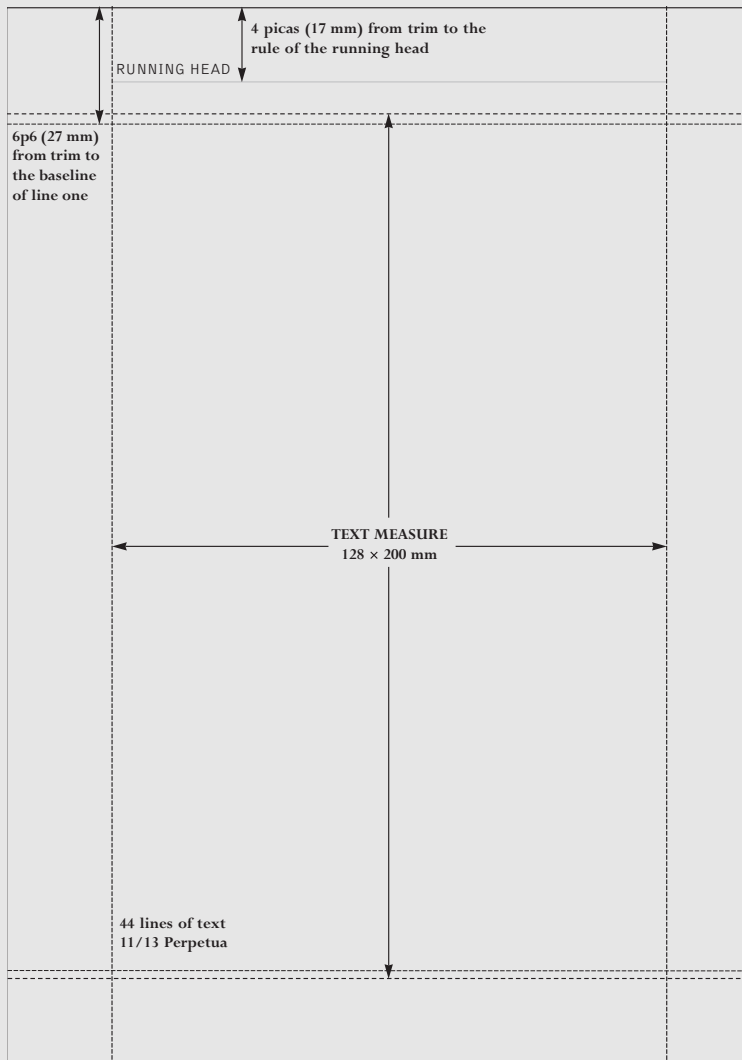 4 picas (17 mm) from trim to the
rule of the running head
RUNNING HEAD
6p6 (27 mm)
from trim to
the baseline
of line one
TEXT MEASURE
128 × 200 mm
44 lines of text
11/13 Perpetua